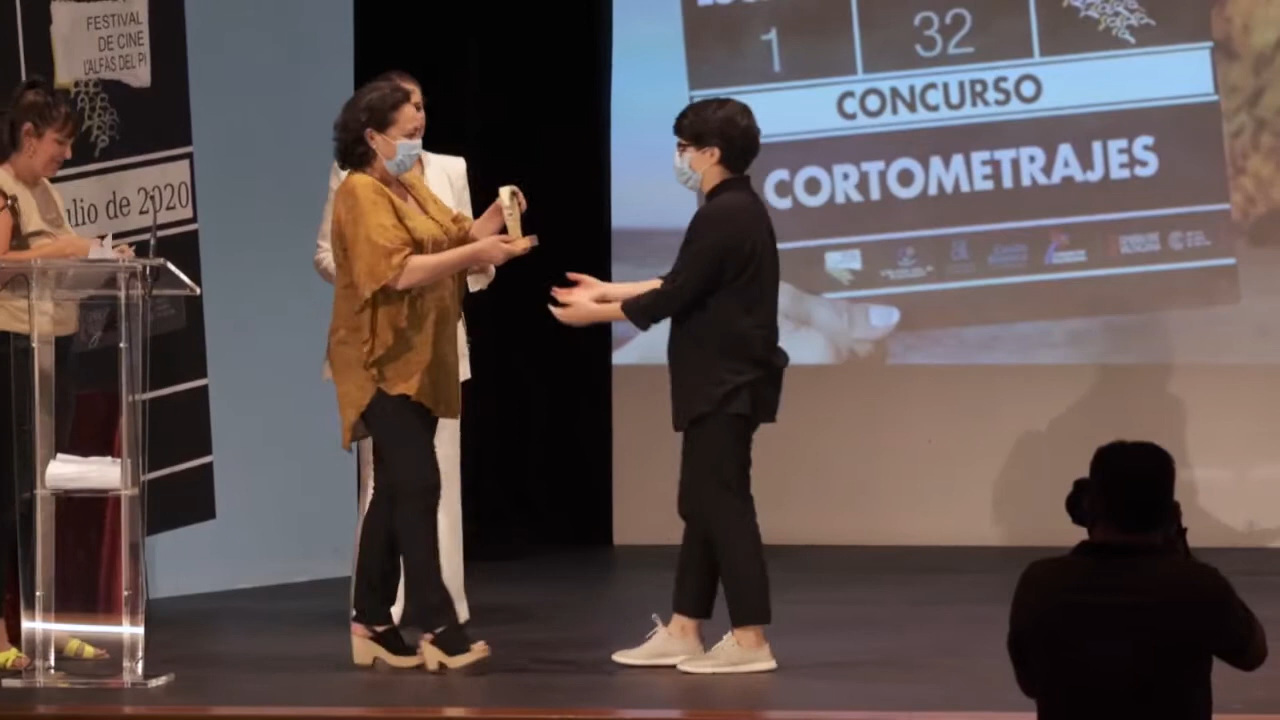 FESTIVAL
DE CINE
L'ALFAS DEL PI
ulio de 2020
1
32
CONCURSO
CORTOMETRAJES